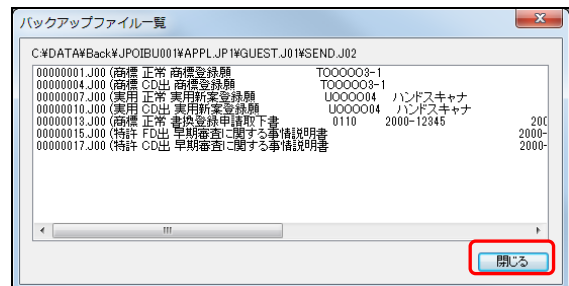 バックアップファイル一覧
C:¥DATA¥Back¥JPOIBU001¥APPL.JP1¥GUEST.J01¥SEND.J02
00000001.J00 (商標 正常 商標登録願 TOOOOO3-1
00000004.J00 (商標 CD出 商標登録願 TOOOOO3-1
00000007.J00 (実用 正常 実用新案登録願 UOOOO04 ハンドスキャナ
00000010.J00 (実用 CD出 実用新案登録願 UOOOO04 ハンドスキャナ
00000013.J00 (商標 正常 書換登録申請取下書 0110 2000-12345 200
00000015.J00 (特許 FD出 早期審査に関する事情説明書 2000-
00000017.J00 (特許 CD出 早期審査に関する事情説明書 2000-
閉じる